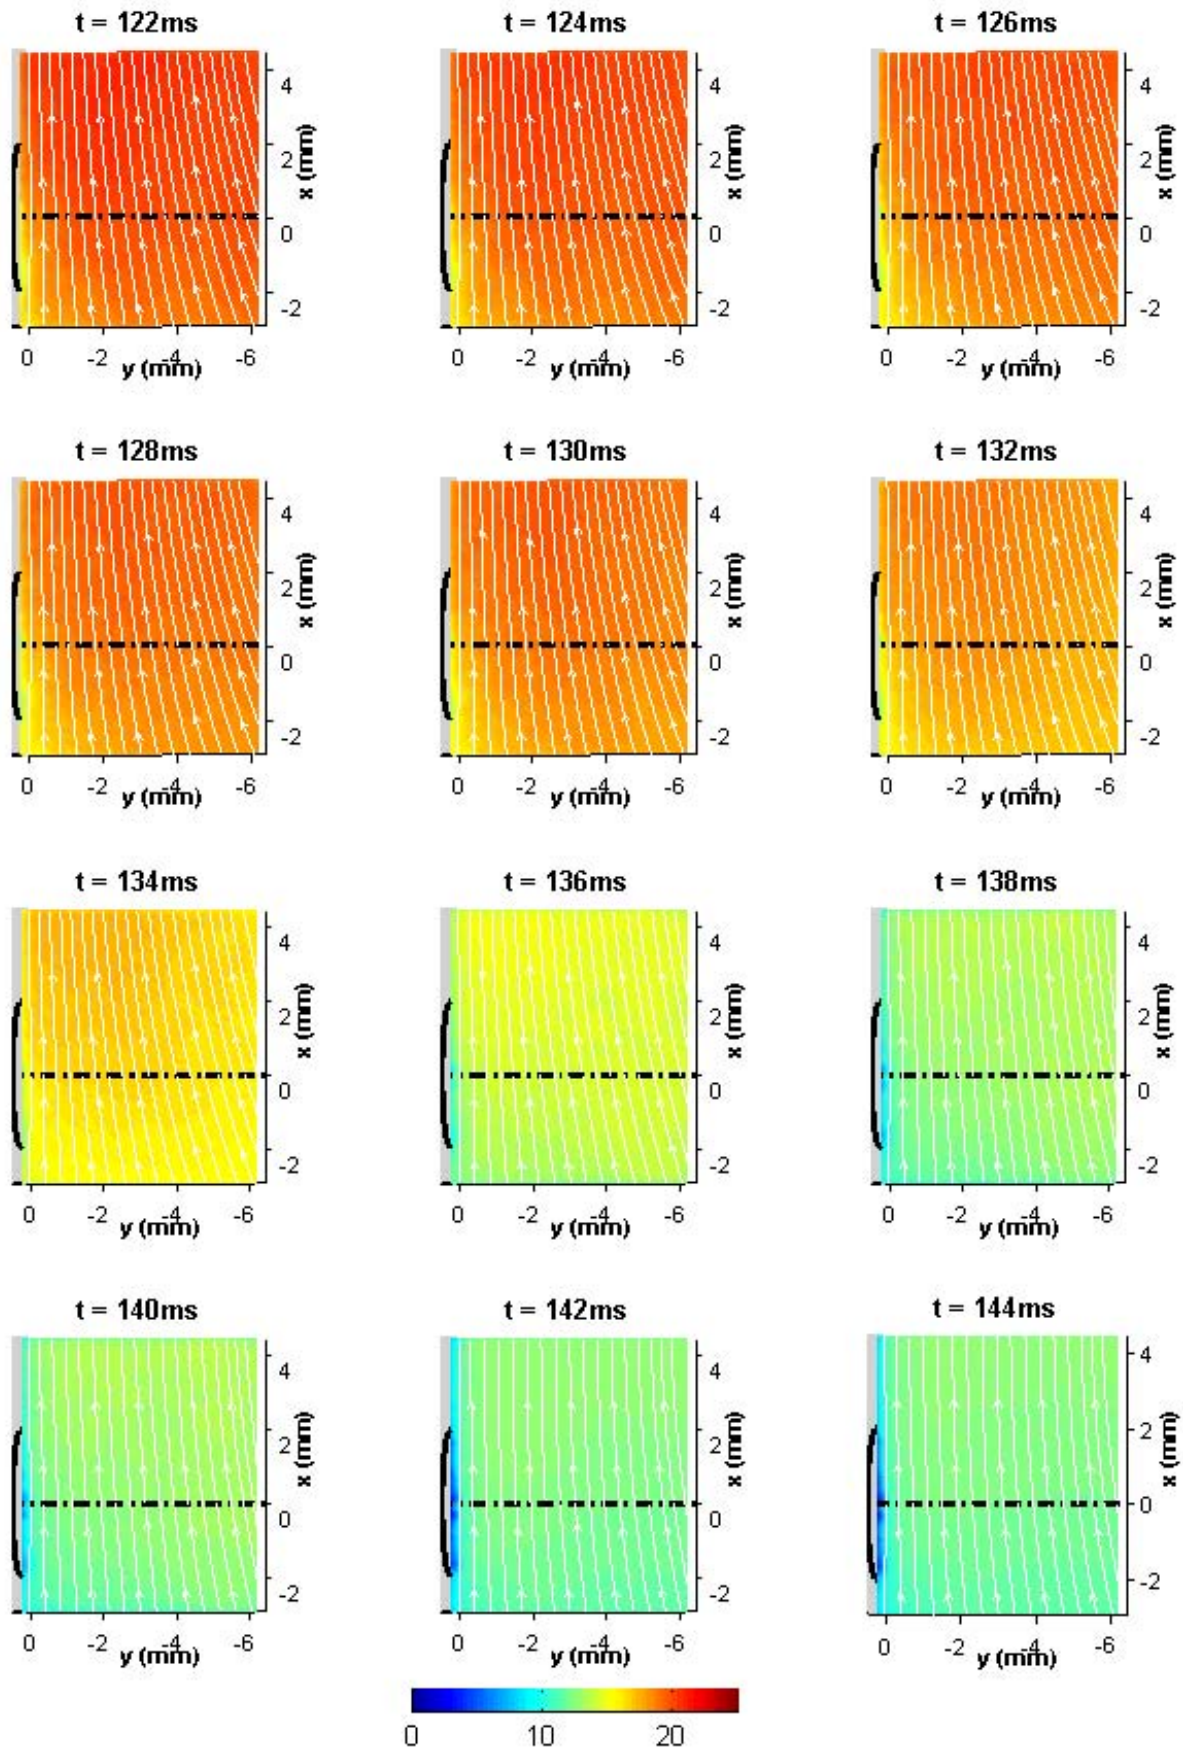 t = 122ms t = 124ms t = 126ms
4 4 4
2 2 2
x (mm) x (mm) x (mm)
0 0 0
-2 -2 -2
0 -2 -4 -6 0 -2 -4 -6 0 -2 -4 -6
y (mm) y (mm) y (mm)
t = 128ms t = 130ms t = 132ms
4 4 4
2 2 2
x (mm) x (mm) x (mm)
0 0 0
-2 -2 -2
0 -2 -4 -6 0 -2 -4 -6 0 -2 -4 -6
y (mm) y (mm) y (mm)
t = 134ms t = 136ms t = 138ms
4 4 4
2 2 2
x (mm) x (mm) x (mm)
0 0 0
-2 -2 -2
0 -2 -4 -6 0 -2 -4 -6 0 -2 -4 -6
y (mm) y (mm) y (mm)
t = 140ms t = 142ms t = 144ms
4 4 4
2 2 2
x (mm) x (mm) x (mm)
0 0 0
-2 -2 -2
0 -2 -4 -6 0 -2 -4 -6 0 -2 -4 -6
y (mm) y (mm) y (mm)
0 10 20